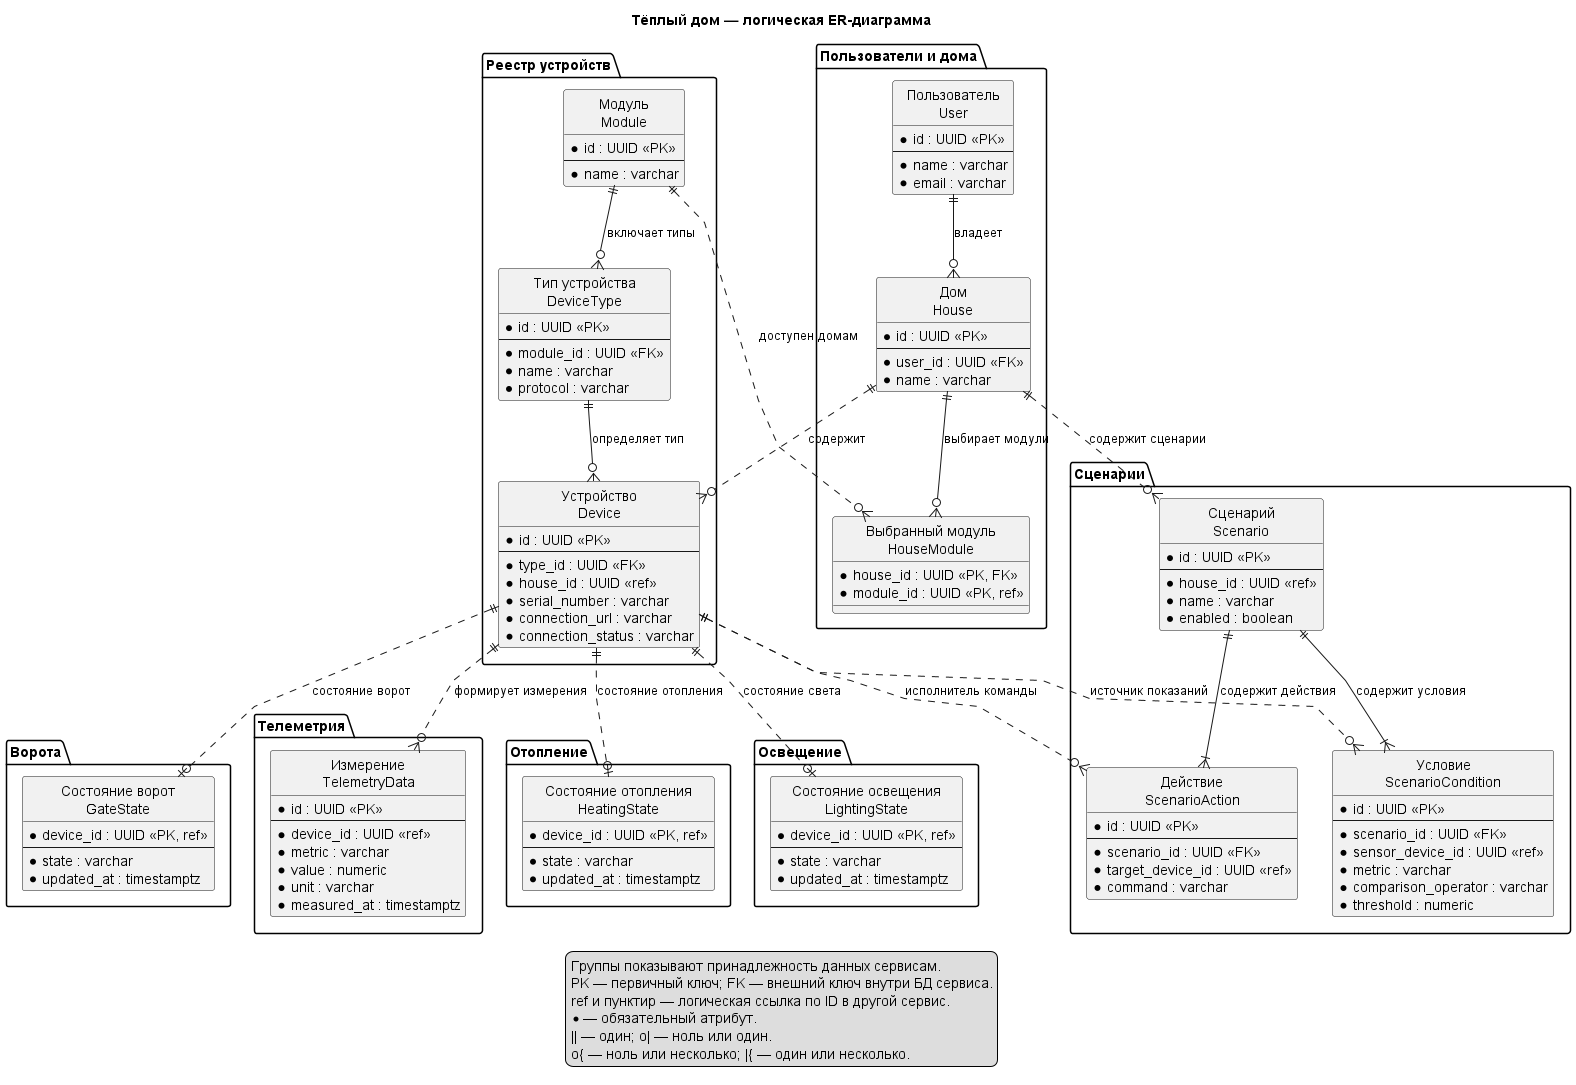 Тёплый дом — логическая ER-диаграмма
Реестр устройств
Модуль
Module
id : UUID «PK»
name : varchar
включает типы
Тип устройства
DeviceType
id : UUID «PK»
module_id : UUID «FK»
name : varchar
protocol : varchar
определяет тип
Устройство
Device
id : UUID «PK»
type_id : UUID «FK»
house_id : UUID «ref»
serial_number : varchar
connection_url : varchar
connection_status : varchar
Пользователи и дома
Пользователь
User
id : UUID «PK»
name : varchar
email : varchar
владеет
доступен домам
Дом
House
id : UUID «PK»
user_id : UUID «FK»
name : varchar
содержит
выбирает модули
содержит сценарии
Выбранный модуль
HouseModule
house_id : UUID «PK, FK»
module_id : UUID «PK, ref»
Сценарии
Сценарий
Scenario
id : UUID «PK»
house_id : UUID «ref»
name : varchar
enabled : boolean
состояние ворот
формирует измерения
состояние отопления
состояние света
исполнитель команды
источник показаний
содержит действия
содержит условия
Ворота
Состояние ворот
GateState
device_id : UUID «PK, ref»
state : varchar
updated_at : timestamptz
Телеметрия
Измерение
TelemetryData
id : UUID «PK»
device_id : UUID «ref»
metric : varchar
value : numeric
unit : varchar
measured_at : timestamptz
Отопление
Состояние отопления
HeatingState
device_id : UUID «PK, ref»
state : varchar
updated_at : timestamptz
Освещение
Состояние освещения
LightingState
device_id : UUID «PK, ref»
state : varchar
updated_at : timestamptz
Действие
ScenarioAction
id : UUID «PK»
scenario_id : UUID «FK»
target_device_id : UUID «ref»
command : varchar
Условие
ScenarioCondition
id : UUID «PK»
scenario_id : UUID «FK»
sensor_device_id : UUID «ref»
metric : varchar
comparison_operator : varchar
threshold : numeric
Группы показывают принадлежность данных сервисам.
PK — первичный ключ; FK — внешний ключ внутри БД сервиса.
ref и пунктир — логическая ссылка по ID в другой сервис.
• — обязательный атрибут.
|| — один; o| — ноль или один.
o{ — ноль или несколько; |{ — один или несколько.